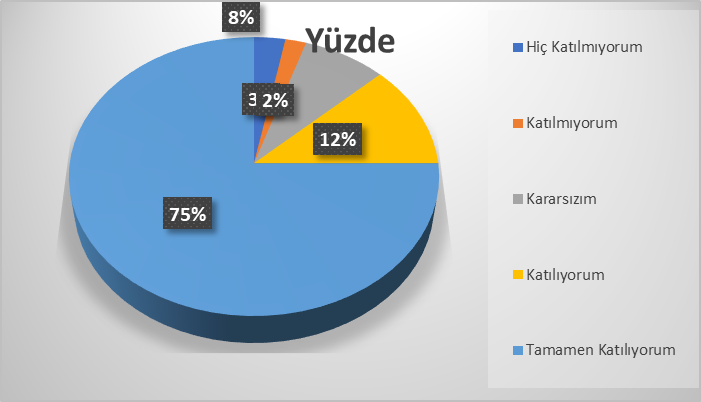 8%
Yüzde
3
2%
12%
75%
Hiç Katılmıyorum
Katılmıyorum
Kararsızım
Katılıyorum
Tamamen Katılıyorum